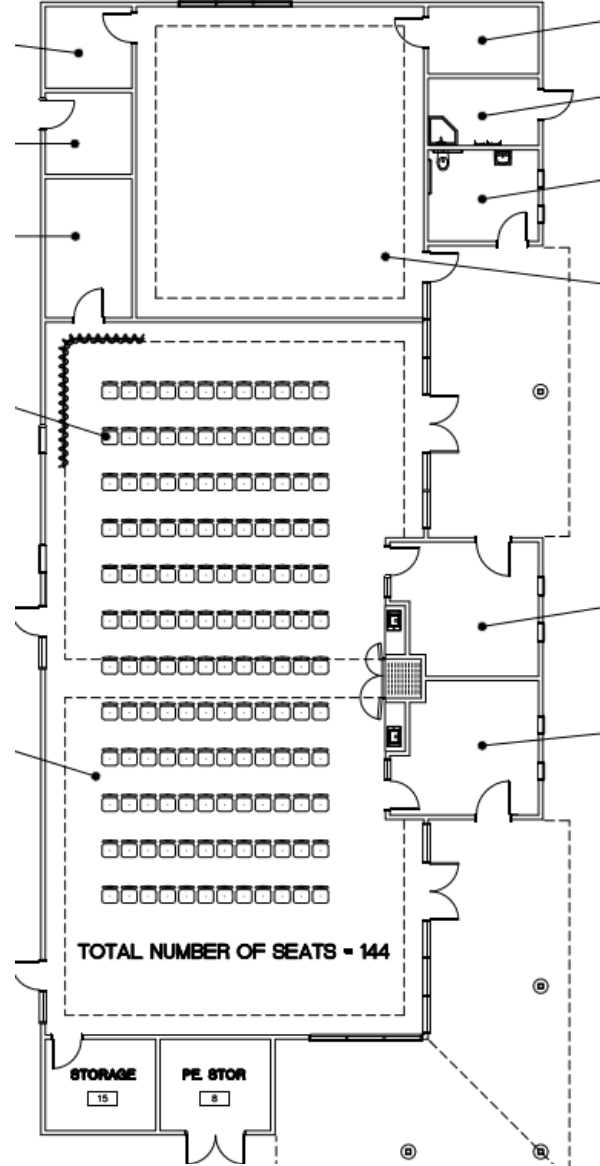 TOTAL NUMBER OF SEATS = 144
STORAGE
15
PE. STOR
8